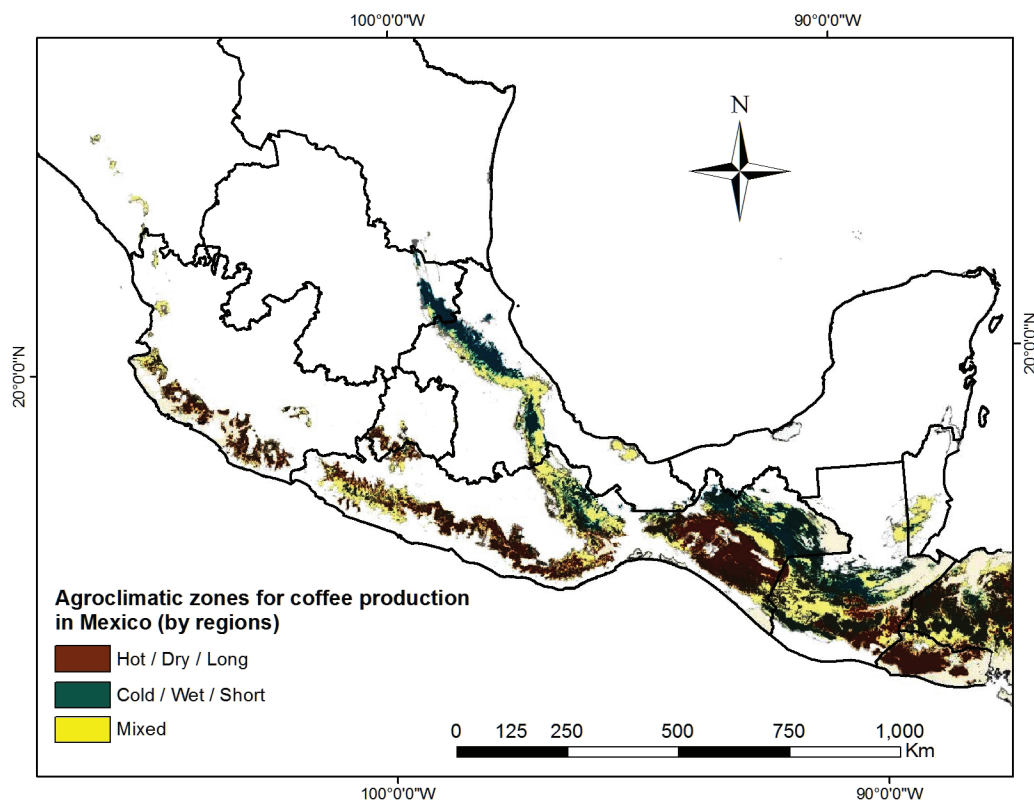 100°0'0"W 90°0'0"W
N
20°0'0"N 20°0'0"N
Agroclimatic zones for coffee production
in Mexico (by regions)
Hot / Dry / Long
Cold / Wet / Short
Mixed
0 125 250 500 750 1,000
Km
100°0'0"W 90°0'0"W